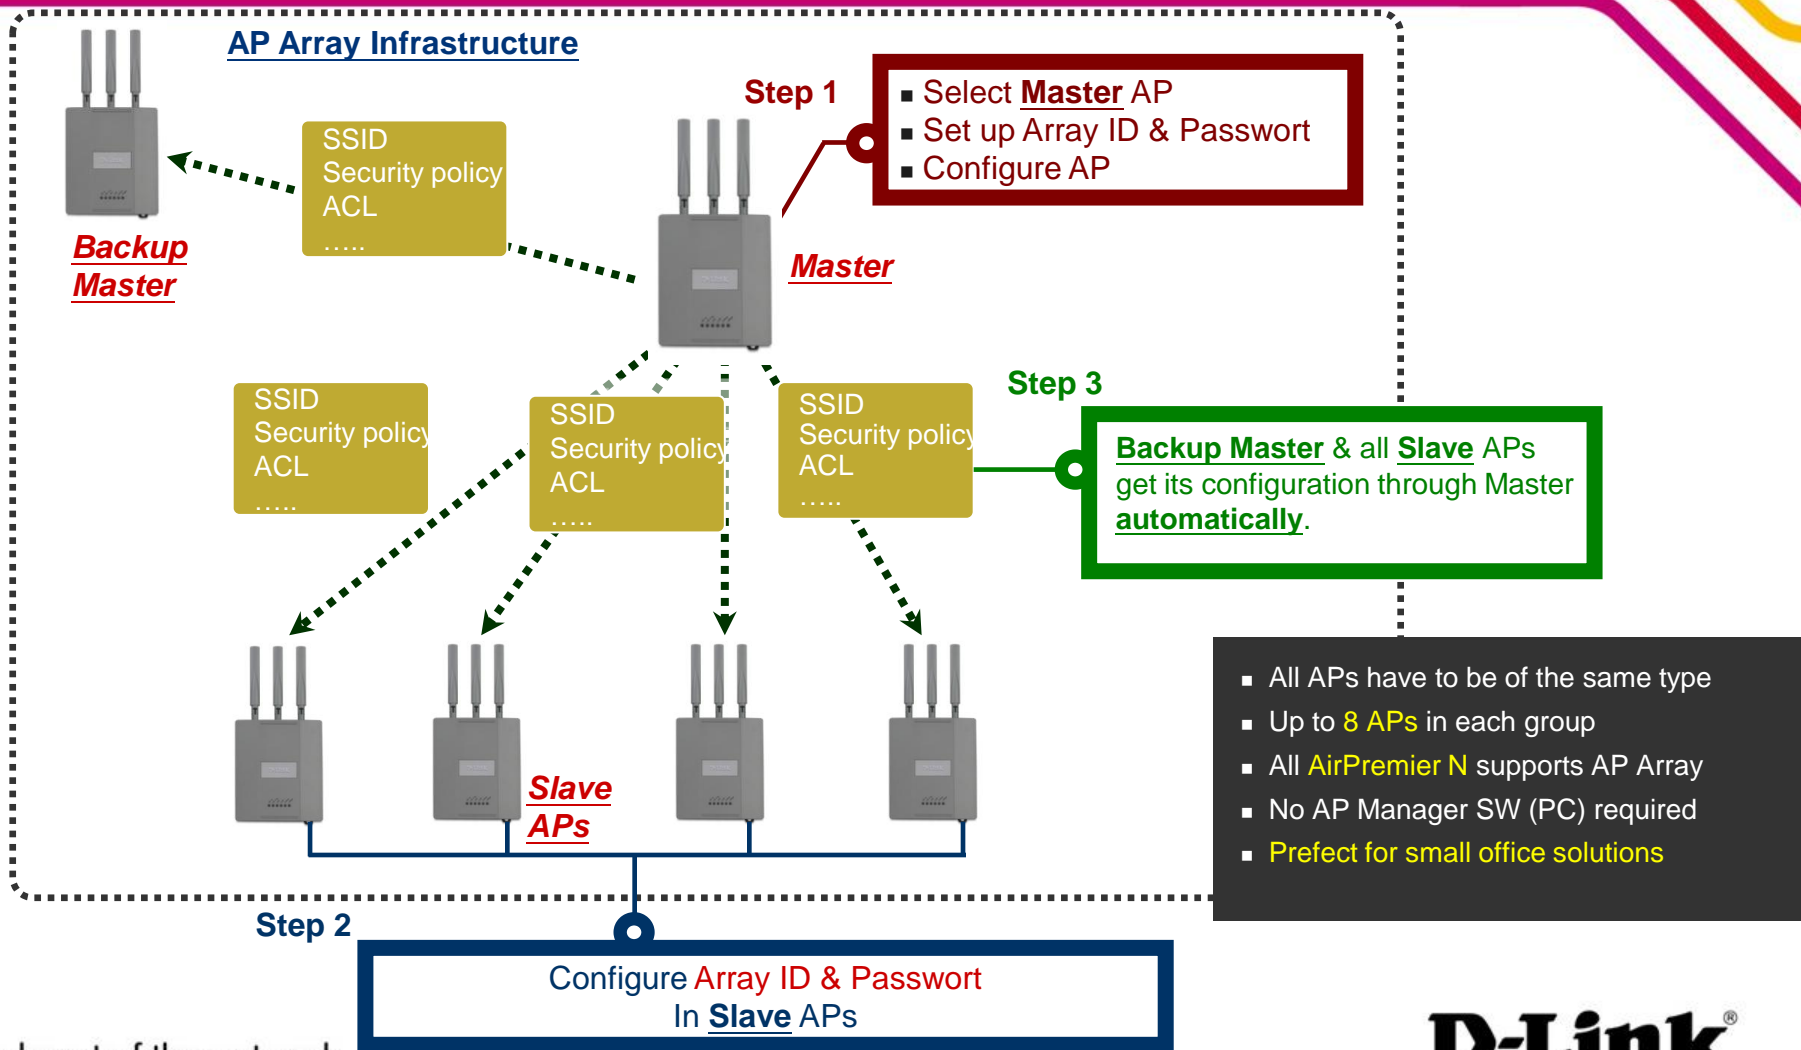 AP Array Infrastructure
Step 1
▪ Select Master AP
▪ Set up Array ID & Passwort
▪ Configure AP
SSID
Security policy
ACL
…..
Backup
Master
Master
Step 3
SSID
Security policy
ACL
…..
SSID
Security policy
ACL
…..
SSID
Security policy
ACL
…..
Backup Master & all Slave APs
get its configuration through Master
automatically.
▪ All APs have to be of the same type
▪ Up to 8 APs in each group
▪ All AirPremier N supports AP Array
▪ No AP Manager SW (PC) required
▪ Prefect for small office solutions
Slave
APs
Step 2
Configure Array ID & Passwort
In Slave APs
D-Link®